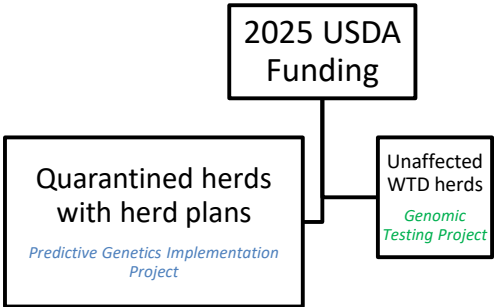 2025 USDA
Funding
Quarantined herds
with herd plans
Predictive Genetics Implementation
Project
Unaffected
WTD herds
Genomic
Testing Project